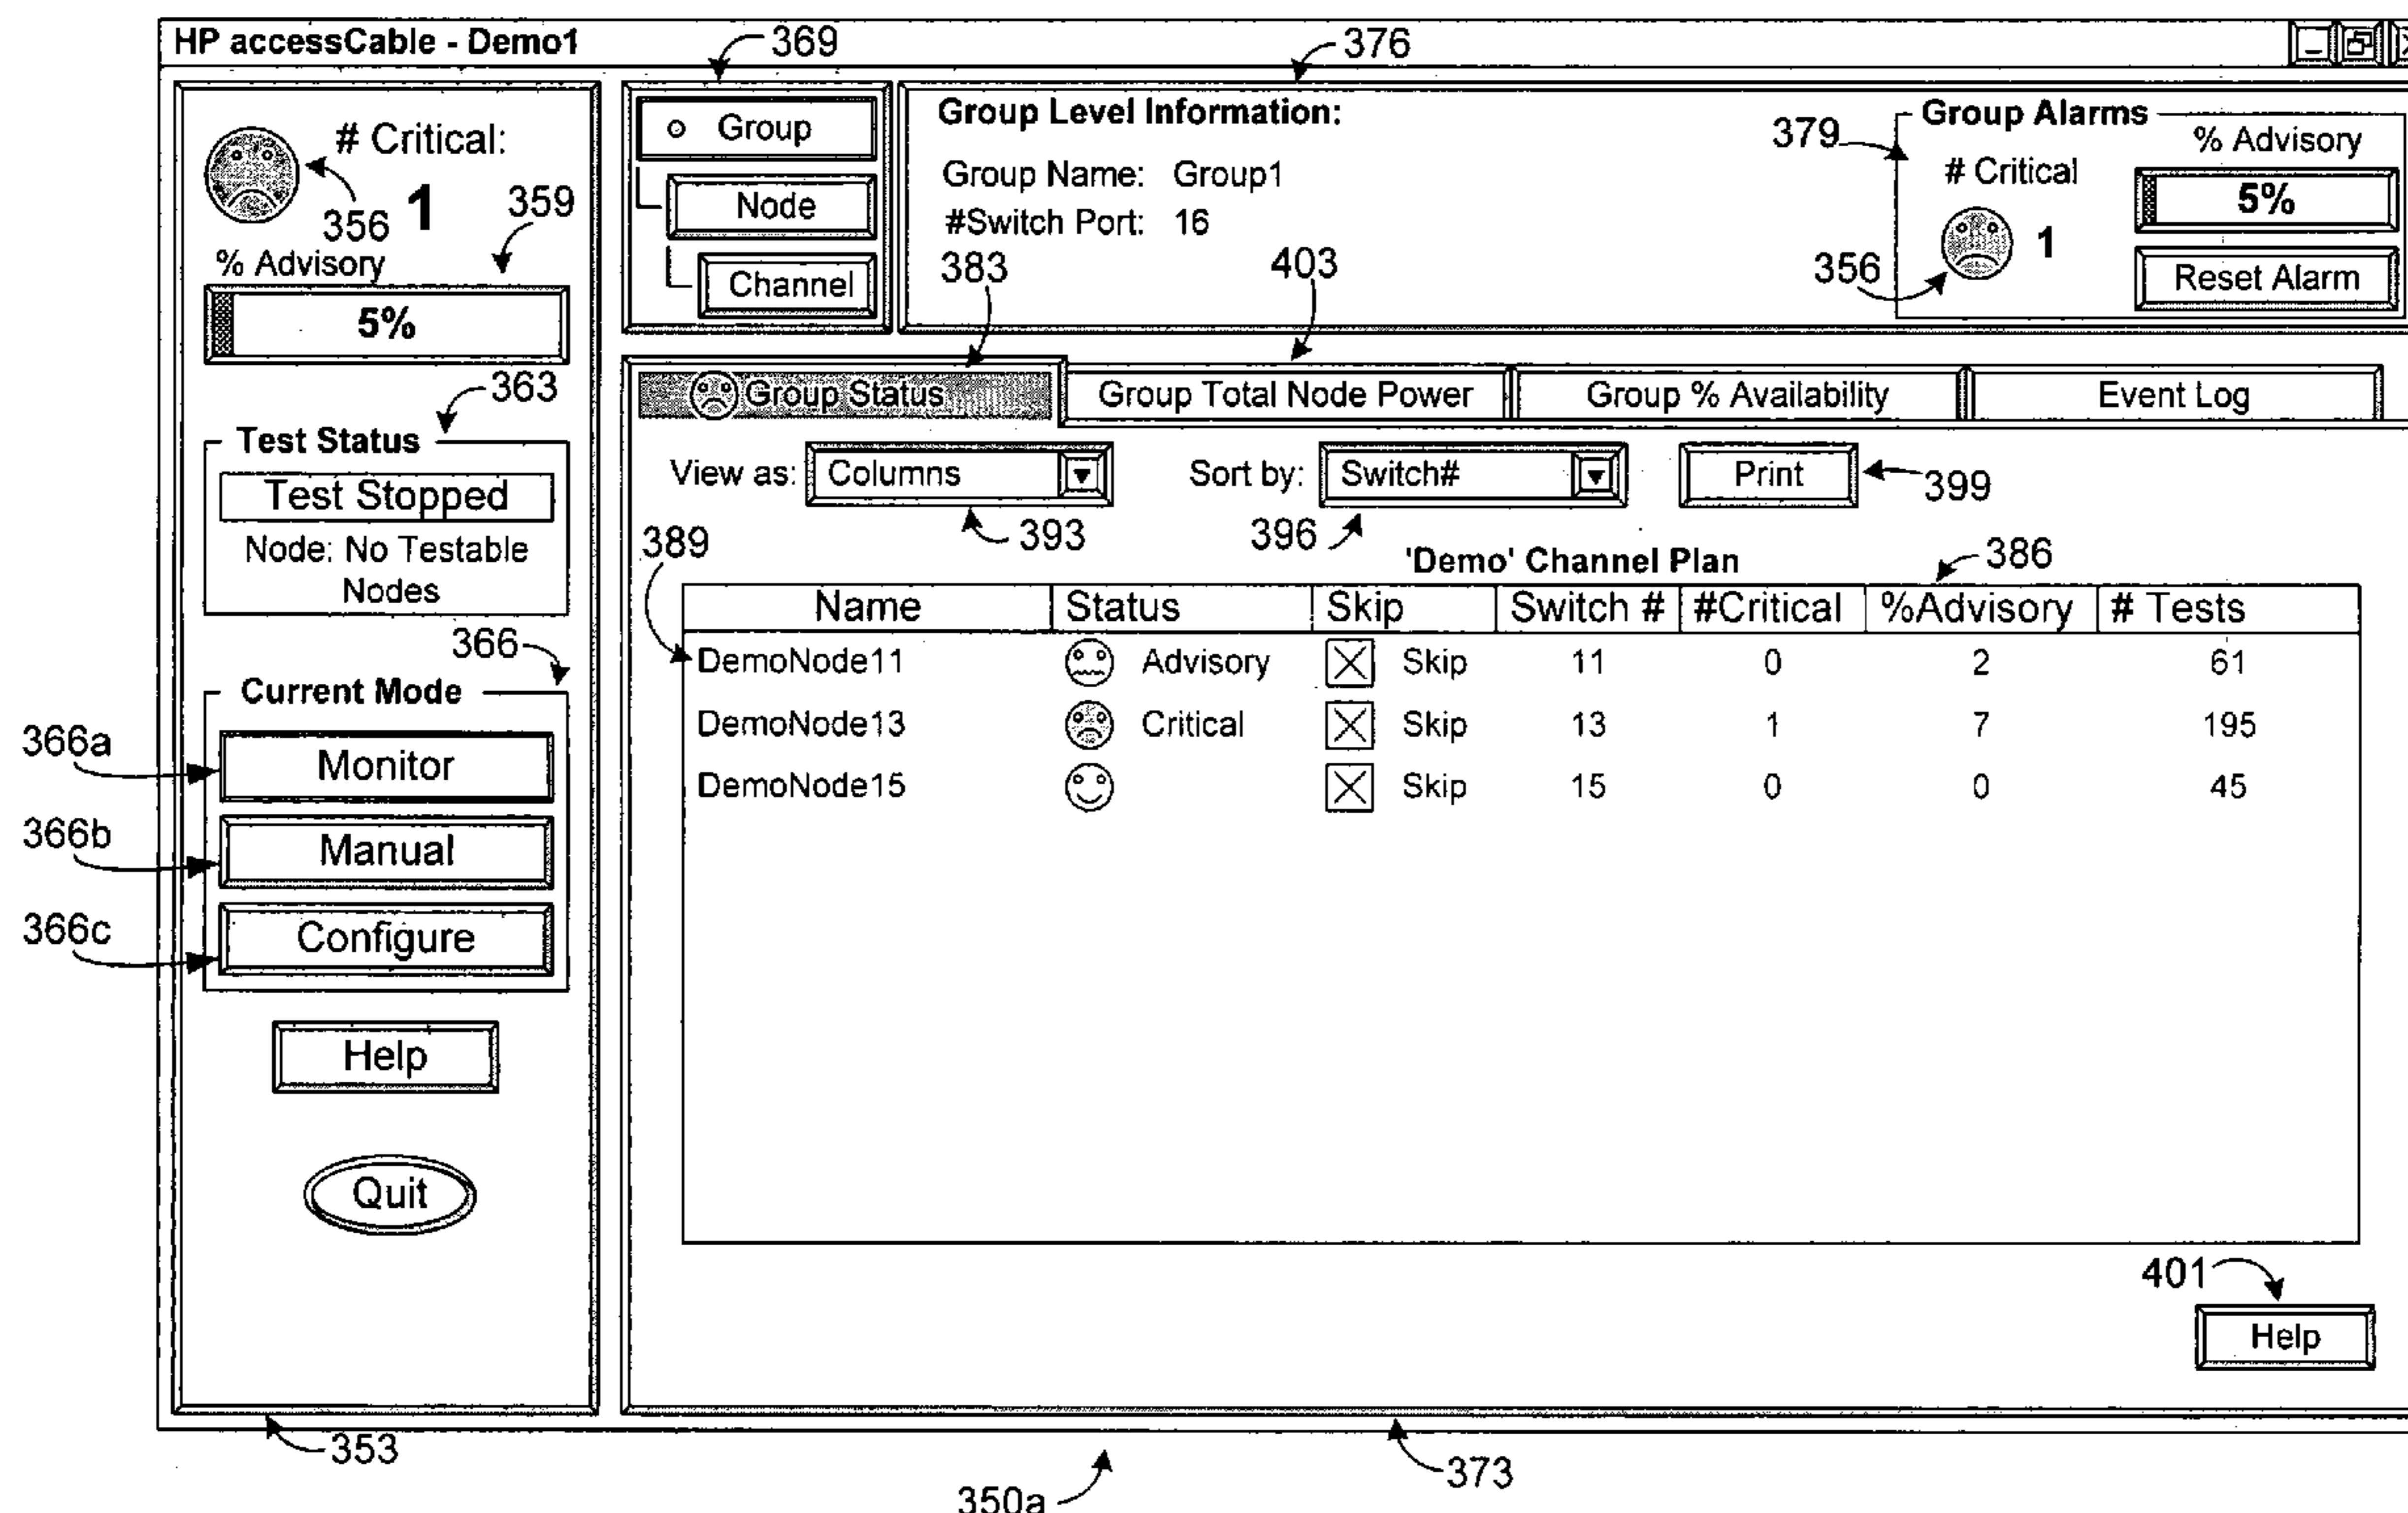 HP accessCable - Demo1
369
376
# Critical:
1
356
359
% Advisory
5%
363
Test Status
Test Stopped
Node: No Testable
Nodes
366
Current Mode
366a
Monitor
366b
Manual
366c
Configure
Help
Quit
353
Group
Node
Channel
Group Level Information:
Group Name: Group1
#Switch Port: 16
383
403
379
Group Alarms
# Critical
1
356
% Advisory
5%
Reset Alarm
Group Status
Group Total Node Power
Group % Availability
Event Log
View as: Columns
Sort by: Switch#
Print
399
393
396
389
'Demo' Channel Plan
386
Name Status Skip Switch # #Critical %Advisory # Tests
DemoNode11 Advisory Skip 11 0 2 61
DemoNode13 Critical Skip 13 1 7 195
DemoNode15 Skip 15 0 0 45
401
Help
373
350a